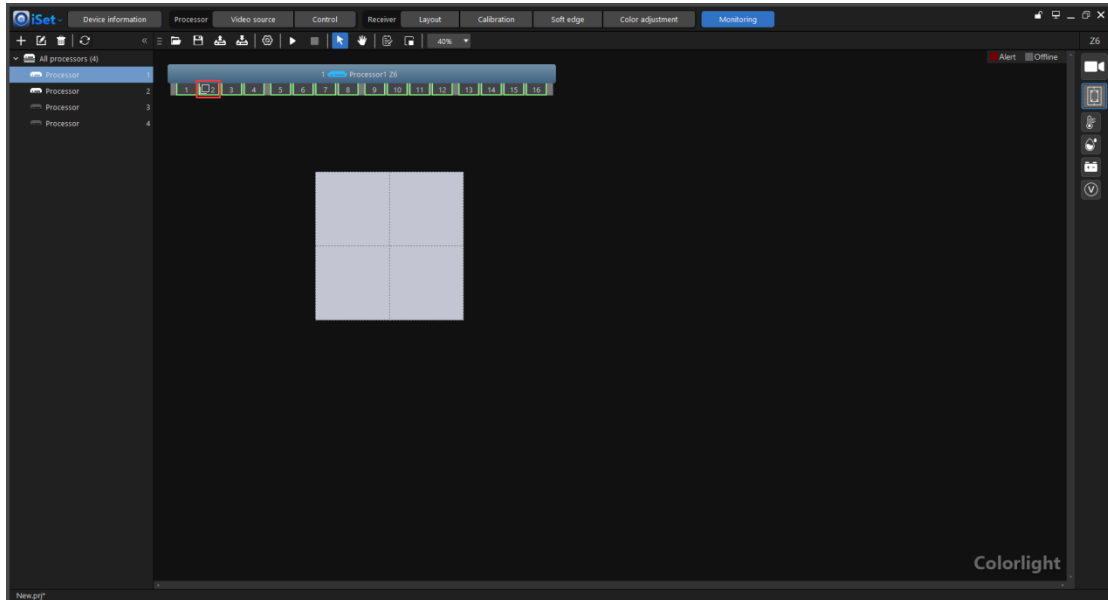 iSet Device information Processor Video source Control Receiver Layout Calibration Soft edge Color adjustment Monitoring
40% Z6
All processors (4) Alert Offline
Processor 1
1 Processor1 Z6
Processor 2
1 2 3 4 5 6 7 8 9 10 11 12 13 14 15 16
Processor 3
Processor 4
V
Colorlight
New.prj*